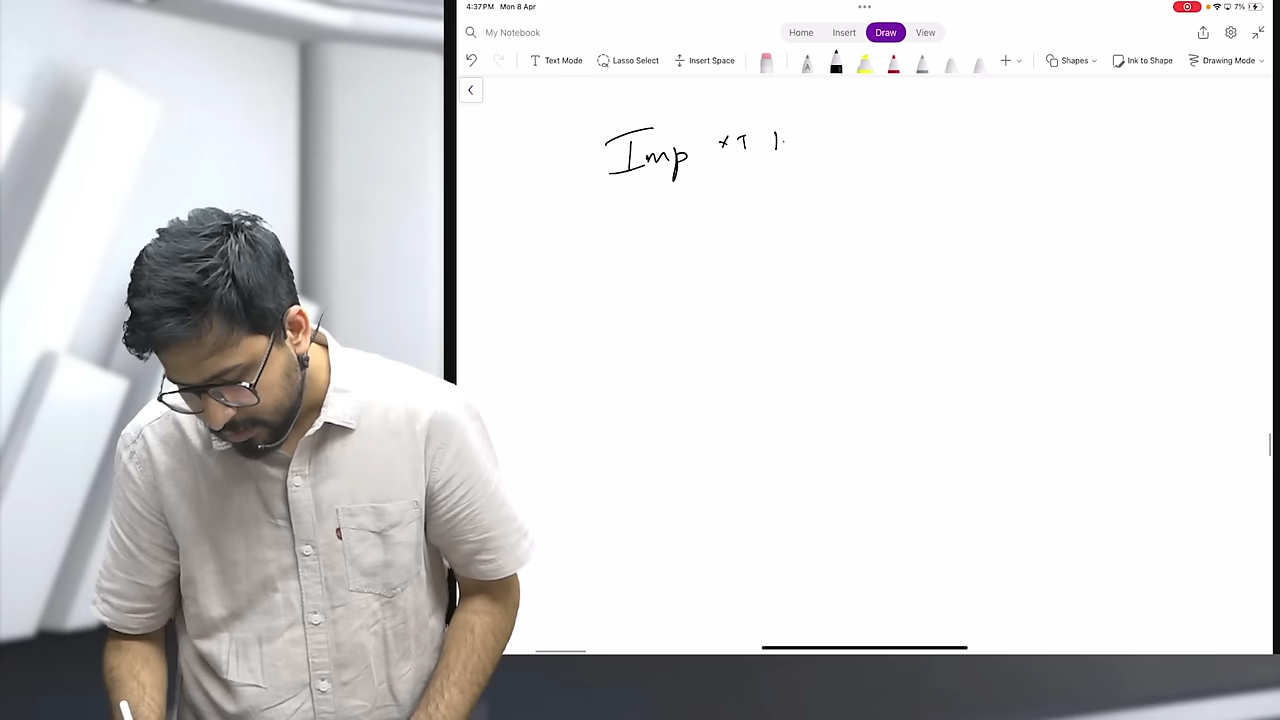 4:37PM Mon 8 Apr
7%
My Notebook
Home Insert Draw View
Text Mode Lasso Select Insert Space
Shapes Ink to Shape Drawing Mode
Imp